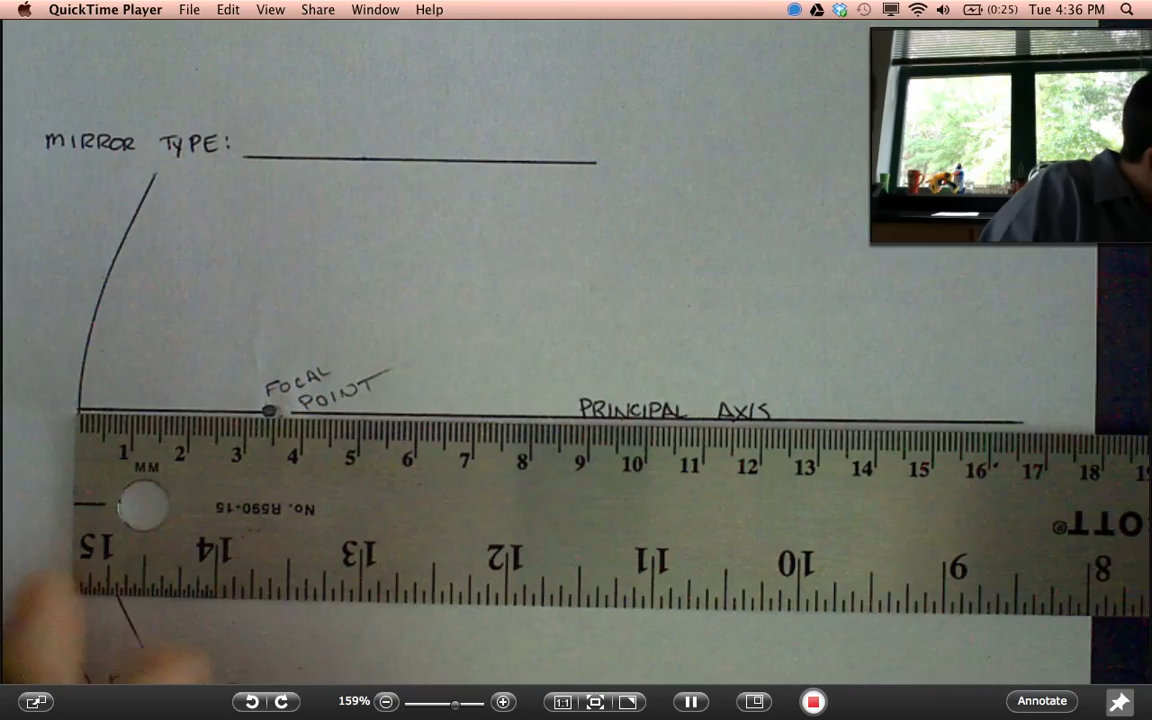 QuickTime Player File Edit View Share Window Help
(0:25) Tue 4:36 PM
MIRROR TYPE:
FOCAL
POINT
PRINCIPAL AXIS
1 2 3 4 5 6 7 8 9 10 11 12 13 14 15 16 17 18
MM
No. R590-15
15 14 13 12 11 10 9 8
159%
1:1
Annotate